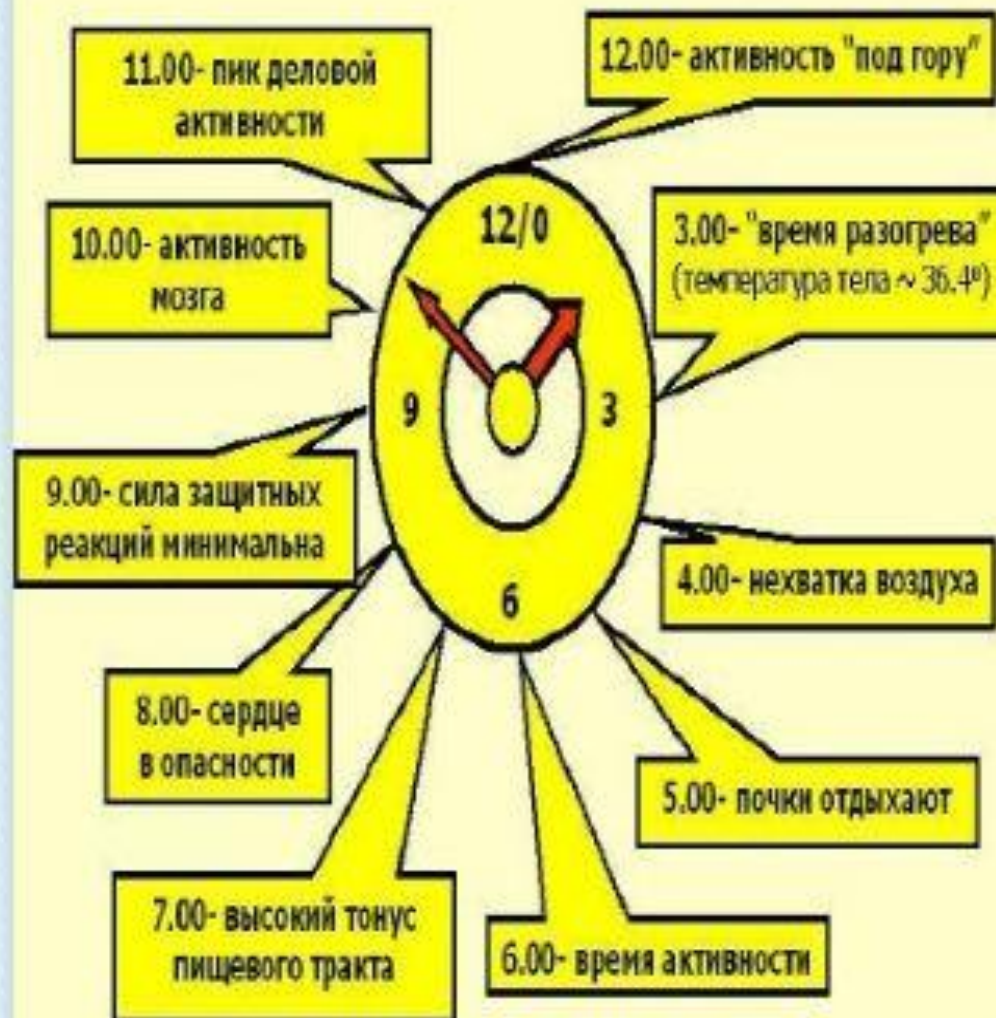 11.00- пик деловой
активности
12.00- активность "под гору"
10.00- активность
мозга
12/0
3.00- "время разогрева"
(температура тела ~ 36.4º)
9
3
9.00- сила защитных
реакций минимальна
4.00- нехватка воздуха
6
8.00- сердце
в опасности
5.00- почки отдыхают
7.00- высокий тонус
пищевого тракта
6.00- время активности